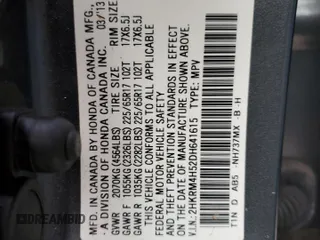 MFD. IN CANADA BY HONDA OF CANADA MFG.,
A DIVISION OF HONDA CANADA INC. 03/13
TIRE SIZE RIM SIZE
GVWR 2070KG(4564LBS)
GAWR F 1055KG(2326LBS) 225/65R17 102T 17X6.5J
GAWR R 1035KG(2282LBS) 225/65R17 102T 17X6.5J
THIS VEHICLE CONFORMS TO ALL APPLICABLE
FEDERAL MOTOR VEHICLE SAFETY
AND THEFT PREVENTION STANDARDS IN EFFECT
ON THE DATE OF MANUFACTURE SHOWN ABOVE.
V.I.N.: 2HKRM4H52DH641615 TYPE: MPV
T1N D AB5 NH737MX B - H